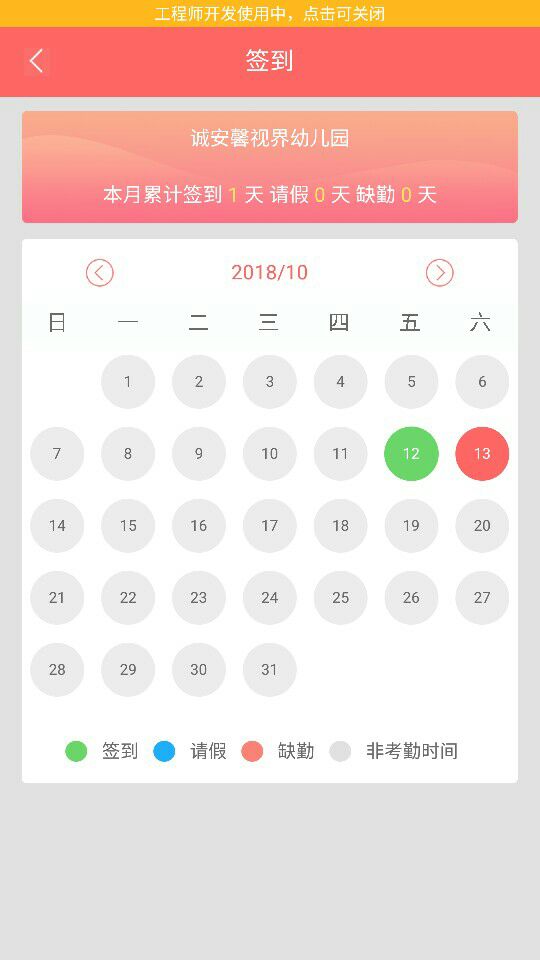 工程师开发使用中，点击可关闭
签到
诚安馨视界幼儿园
本月累计签到 1 天 请假 0 天 缺勤 0 天
2018/10
日 一 二 三 四 五 六
1 2 3 4 5 6
7 8 9 10 11 12 13
14 15 16 17 18 19 20
21 22 23 24 25 26 27
28 29 30 31
签到 请假 缺勤 非考勤时间